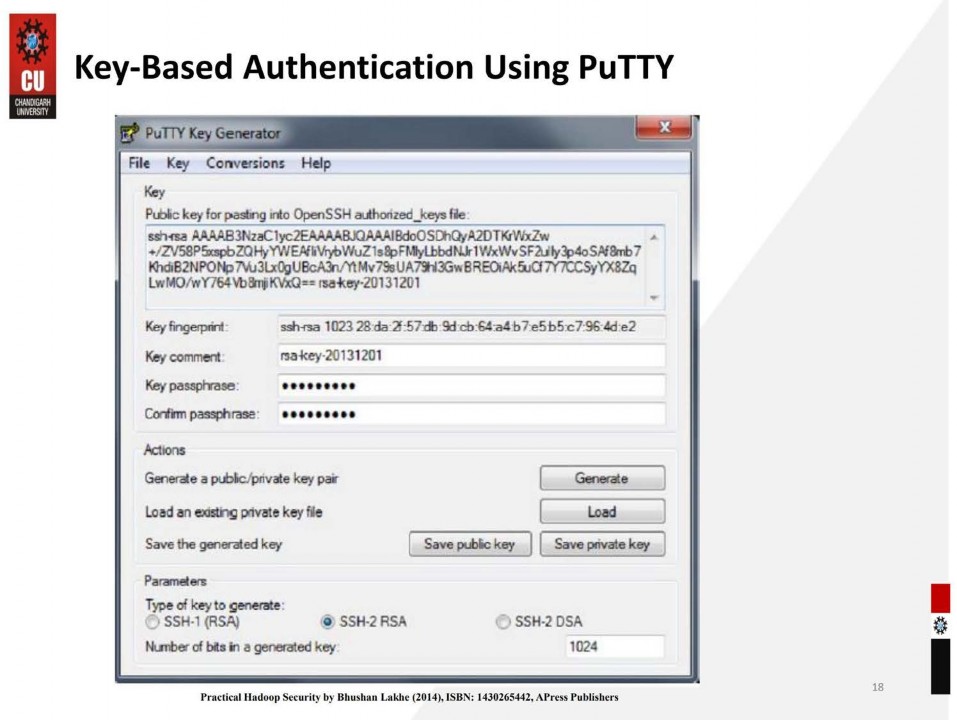 CU
CHANDIGARH
UNIVERSITY
Key-Based Authentication Using PuTTY
PuTTY Key Generator
File Key Conversions Help
Key
Public key for pasting into OpenSSH authorized_keys file:
ssh-rsa AAAAB3NzaC1yc2EAAAABJQAAAIBdoOSDhQyA2DTKrWxZw
+/ZV58P5xspbZQHyYWEAfIiVrybWuZ1s8pFMlyLbbdNJr1WxWvSF2uIly3p4oSAf8mb7
KhdiB2NPONp7Vu3Lx0gUBcA3n/YtMv79sUA79hI3GwBREOiAk5uCf7Y7CCSyYX8Zq
LwMO/wY764Vb8mjiKVxQ== rsa-key-20131201
Key fingerprint: ssh-rsa 1023 28:da:2f:57:db:9d:cb:64:a4:b7:e5:b5:c7:96:4d:e2
Key comment: rsa-key-20131201
Key passphrase: •••••••••
Confirm passphrase: •••••••••
Actions
Generate a public/private key pair Generate
Load an existing private key file Load
Save the generated key Save public key Save private key
Parameters
Type of key to generate:
SSH-1 (RSA) SSH-2 RSA SSH-2 DSA
Number of bits in a generated key: 1024
Practical Hadoop Security by Bhushan Lakhe (2014), ISBN: 1430265442, APress Publishers
18